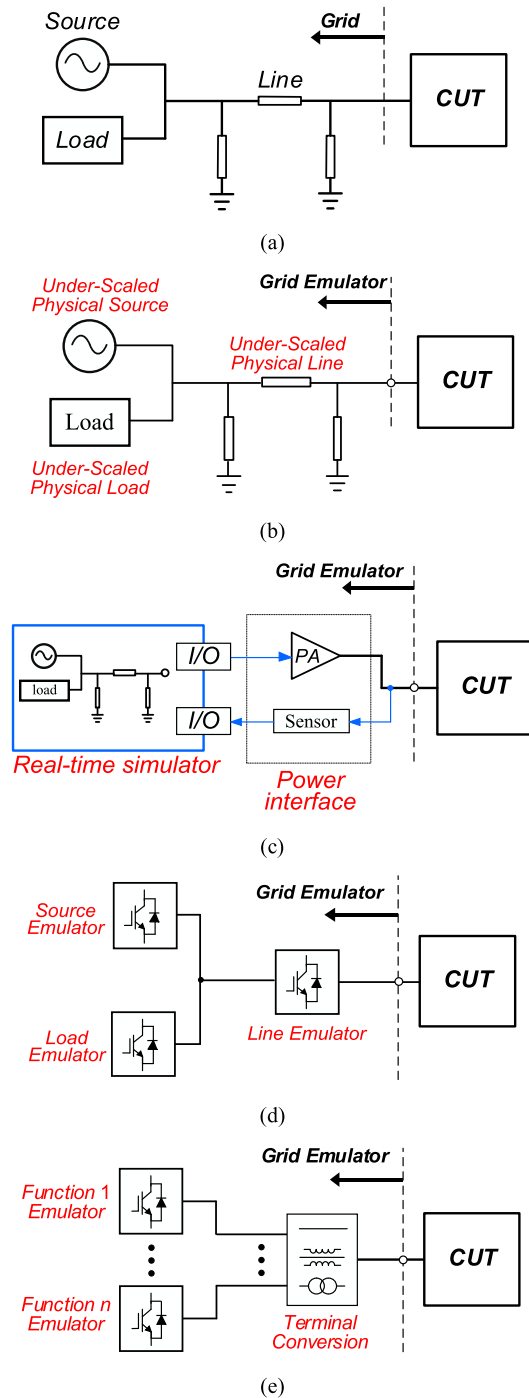 Source
Grid
Line
CUT
Load
(a)
Under-Scaled
Physical Source
Grid Emulator
Under-Scaled
Physical Line
CUT
Load
Under-Scaled
Physical Load
(b)
Grid Emulator
I/O
PA
CUT
load
I/O
Sensor
Real-time simulator
Power
interface
(c)
Grid Emulator
Source
Emulator
CUT
Line Emulator
Load
Emulator
(d)
Grid Emulator
Function 1
Emulator
CUT
Function n
Emulator
Terminal
Conversion
(e)